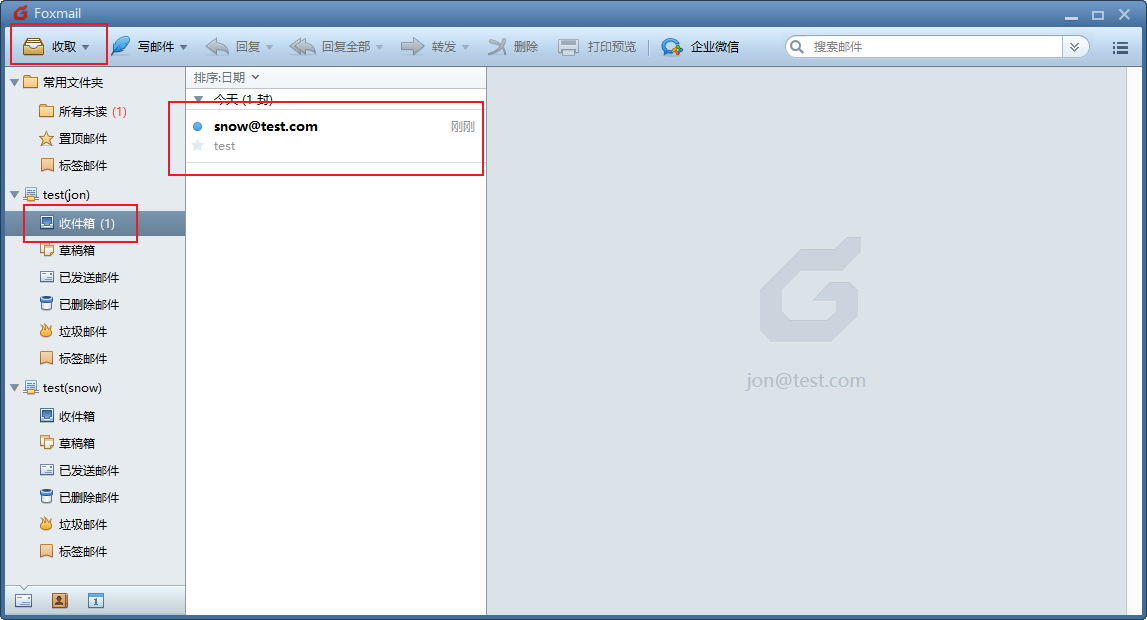 Foxmail
收取 写邮件 回复 回复全部 转发 删除 打印预览 企业微信 搜索邮件
常用文件夹
所有未读 (1)
置顶邮件
标签邮件
test(jon)
收件箱 (1)
草稿箱
已发送邮件
已删除邮件
垃圾邮件
标签邮件
test(snow)
收件箱
草稿箱
已发送邮件
已删除邮件
垃圾邮件
标签邮件
1
排序:日期
今天 (1 封)
snow@test.com 刚刚
test
jon@test.com